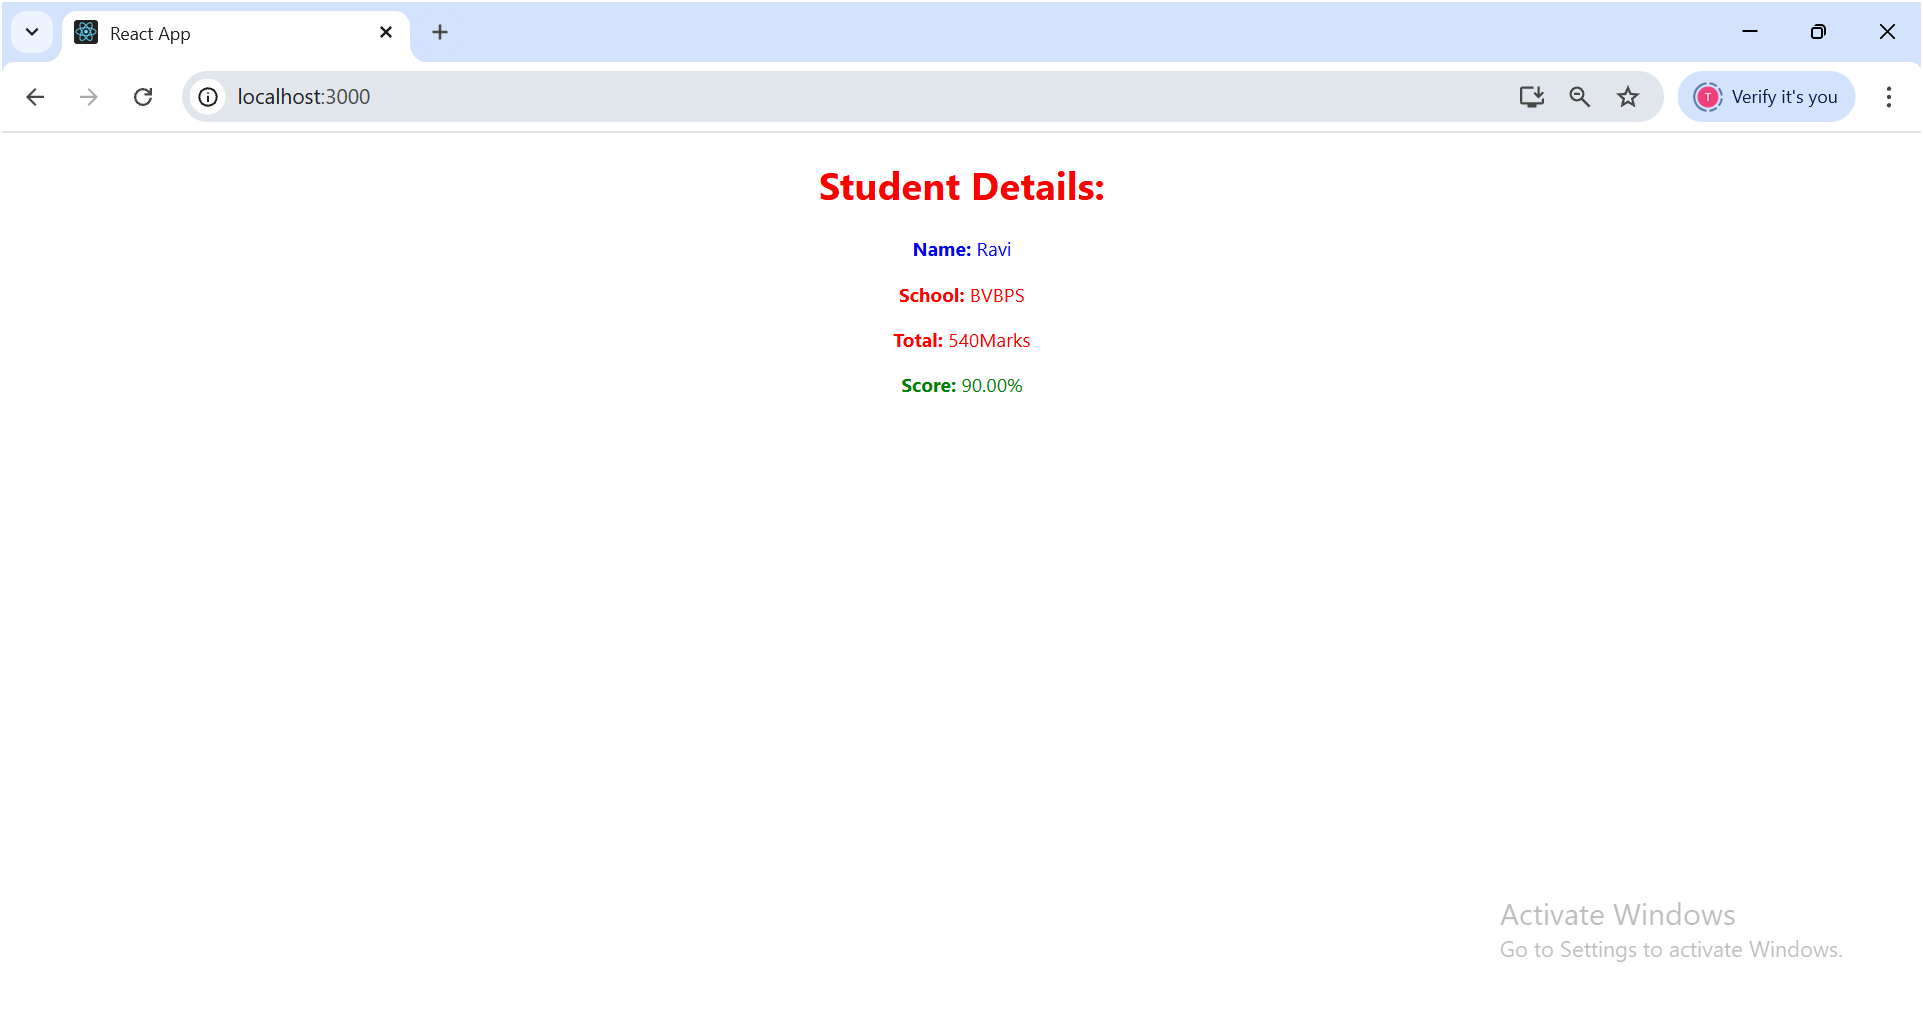 React App
localhost:3000
T Verify it's you
Student Details:
Name: Ravi
School: BVBPS
Total: 540Marks
Score: 90.00%
Activate Windows
Go to Settings to activate Windows.